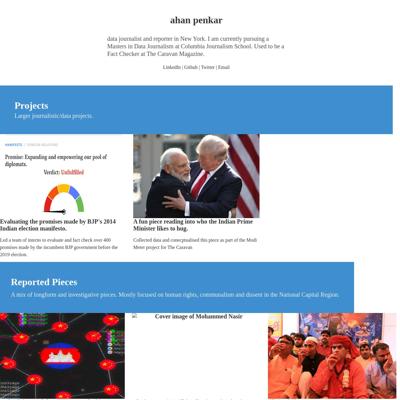 ahan penkar
data journalist and reporter in New York. I am currently pursuing a
Masters in Data Journalism at Columbia Journalism School. Used to be a
Fact Checker at The Caravan Magazine.
LinkedIn | Github | Twitter | Email
Projects
Larger journalistic/data projects.
MANIFESTO / FOREIGN RELATIONS
Promise: Expanding and empowering our pool of
diplomats.
Verdict: Unfulfilled
Evaluating the promises made by BJP's 2014
Indian election manifesto.
Led a team of interns to evaluate and fact check over 400
promises made by the incumbent BJP government before the
2019 election.
A fun piece reading into who the Indian Prime
Minister likes to hug.
Collected data and conseptualised this piece as part of the Modi
Meter project for The Caravan.
Reported Pieces
A mix of longform and investigative pieces. Mostly focused on human rights, communalism and dissent in the National Capital Region.
Cover image of Mohammed Nasir